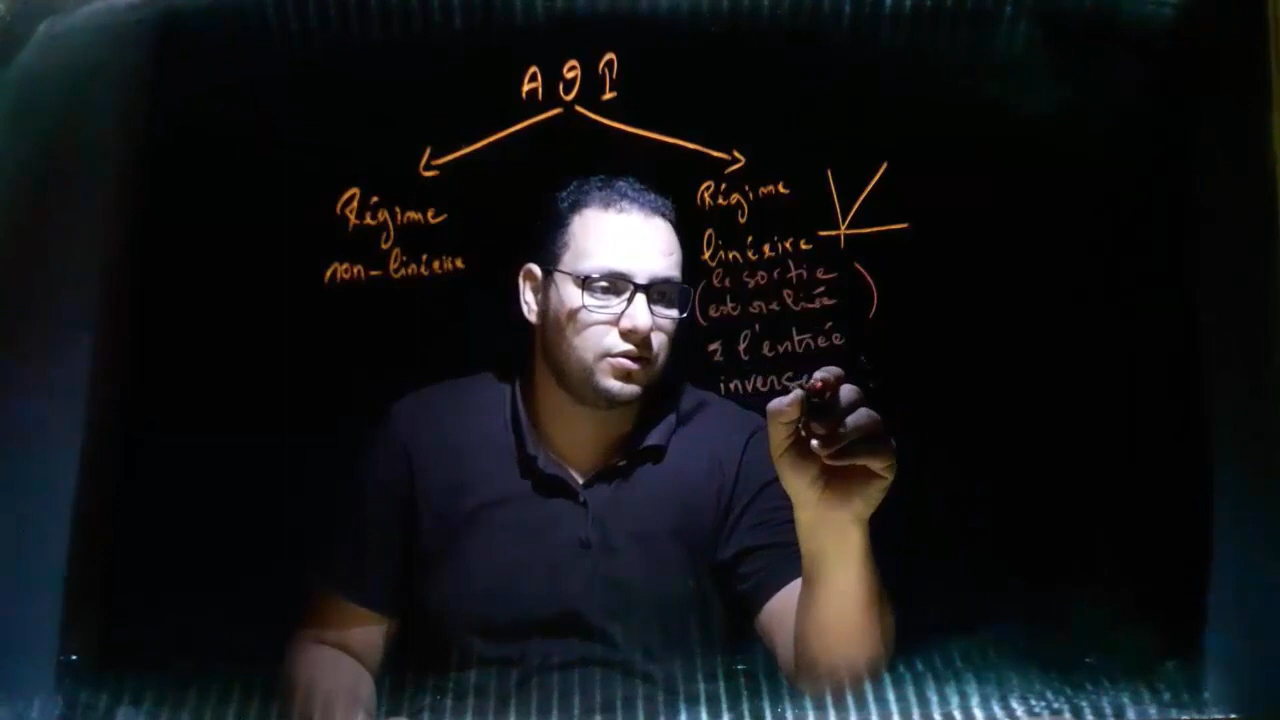 AOP
Régime
non-linéaire
Régime
linéaire
(la sortie
est reliée)
à l'entrée
inverse